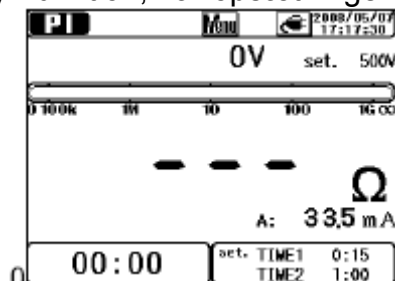 PI Menu 2008/05/07
17:17:30
0V set. 500V
0 100k 1M 10 100 1G ∞
--- Ω
A: 33.5 mA
00:00 set. TIME1 0:15
TIME2 1:00